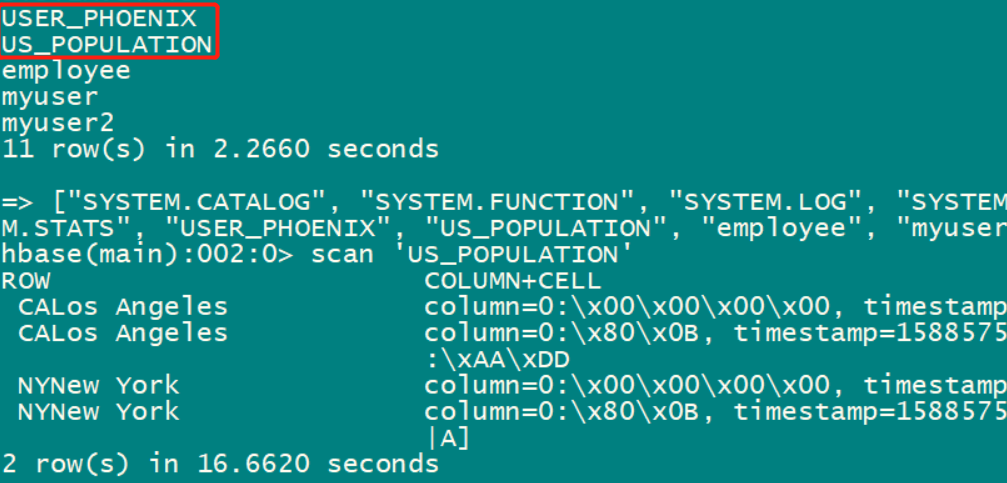 USER_PHOENIX
US_POPULATION
employee
myuser
myuser2
11 row(s) in 2.2660 seconds
=> ["SYSTEM.CATALOG", "SYSTEM.FUNCTION", "SYSTEM.LOG", "SYSTEM
M.STATS", "USER_PHOENIX", "US_POPULATION", "employee", "myuser
hbase(main):002:0> scan 'US_POPULATION'
ROW COLUMN+CELL
CALos Angeles column=0:\x00\x00\x00\x00, timestamp
CALos Angeles column=0:\x80\x0B, timestamp=1588575
:\xAA\xDD
NYNew York column=0:\x00\x00\x00\x00, timestamp
NYNew York column=0:\x80\x0B, timestamp=1588575
|A]
2 row(s) in 16.6620 seconds